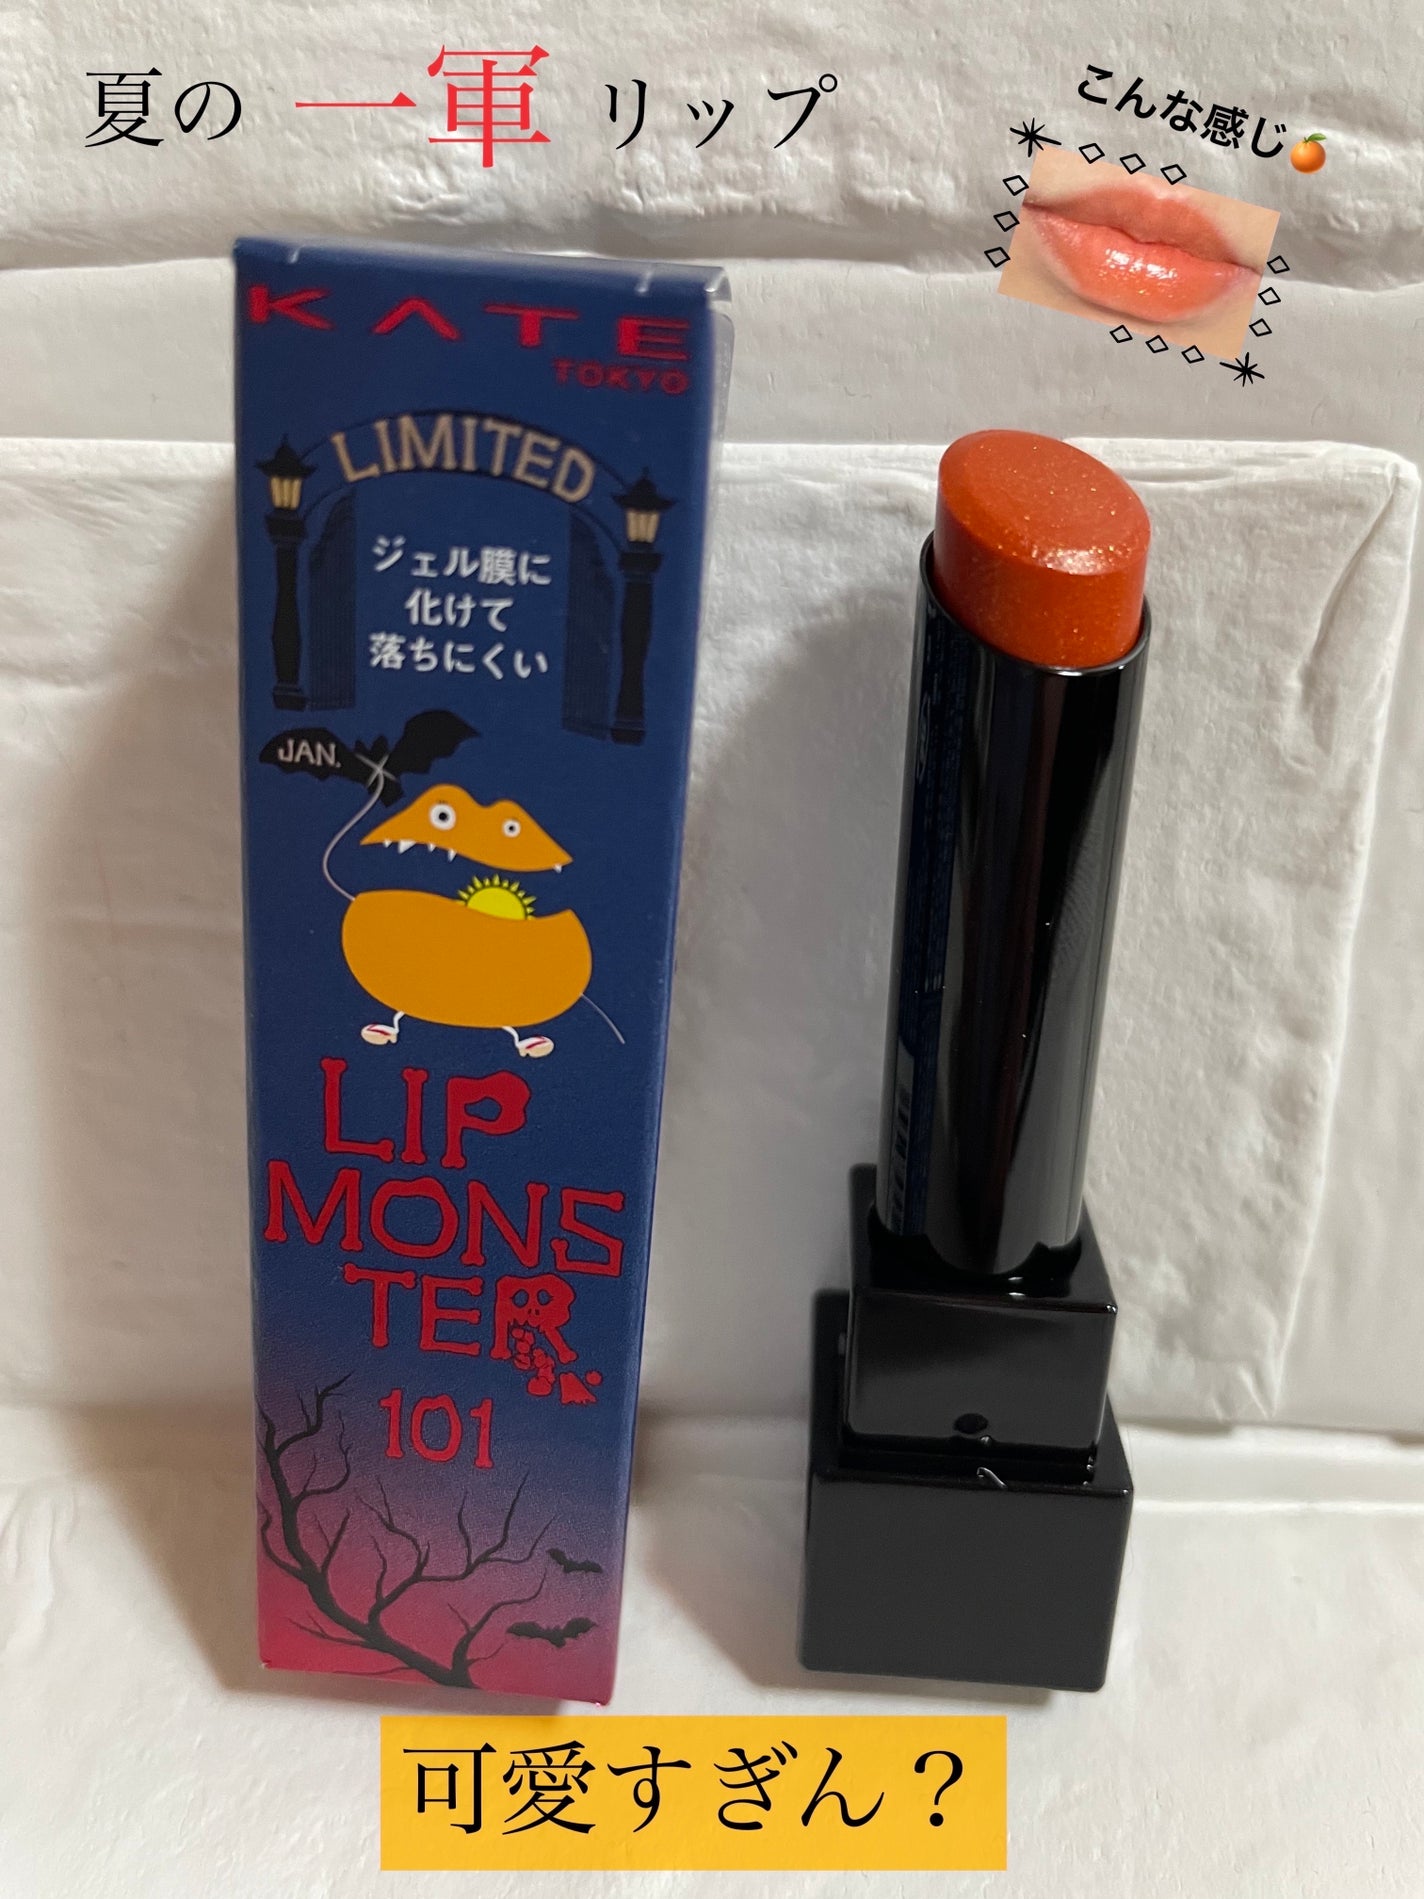 夏の 一軍 リップ
こんな感じ🍊
KATE
TOKYO
LIMITED
ジェル膜に
化けて
落ちにくい
JAN.
LIP
MONS
TER
101
可愛すぎん？